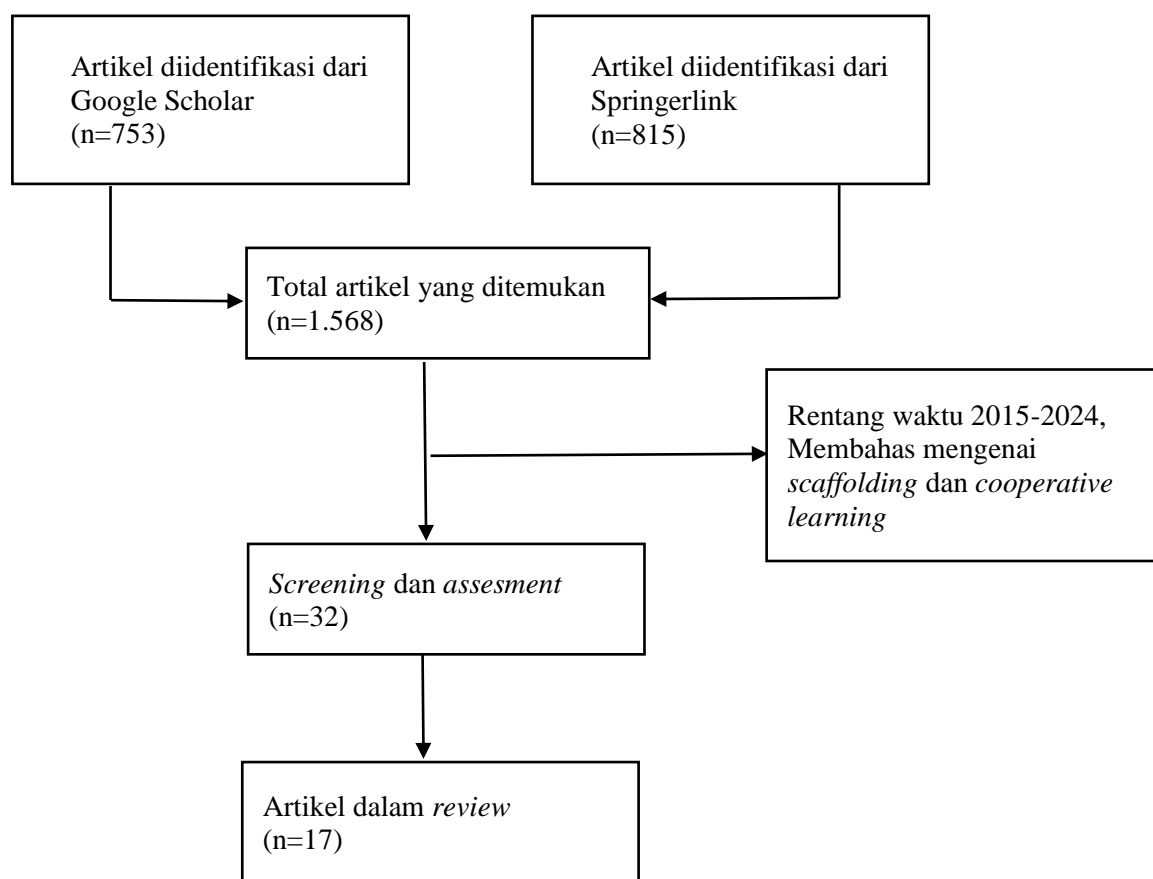 Artikel diidentifikasi dari
Google Scholar
(n=753)
Artikel diidentifikasi dari
Springerlink
(n=815)
Total artikel yang ditemukan
(n=1.568)
Rentang waktu 2015-2024,
Membahas mengenai
scaffolding dan cooperative
learning
Screening dan assesment
(n=32)
Artikel dalam review
(n=17)